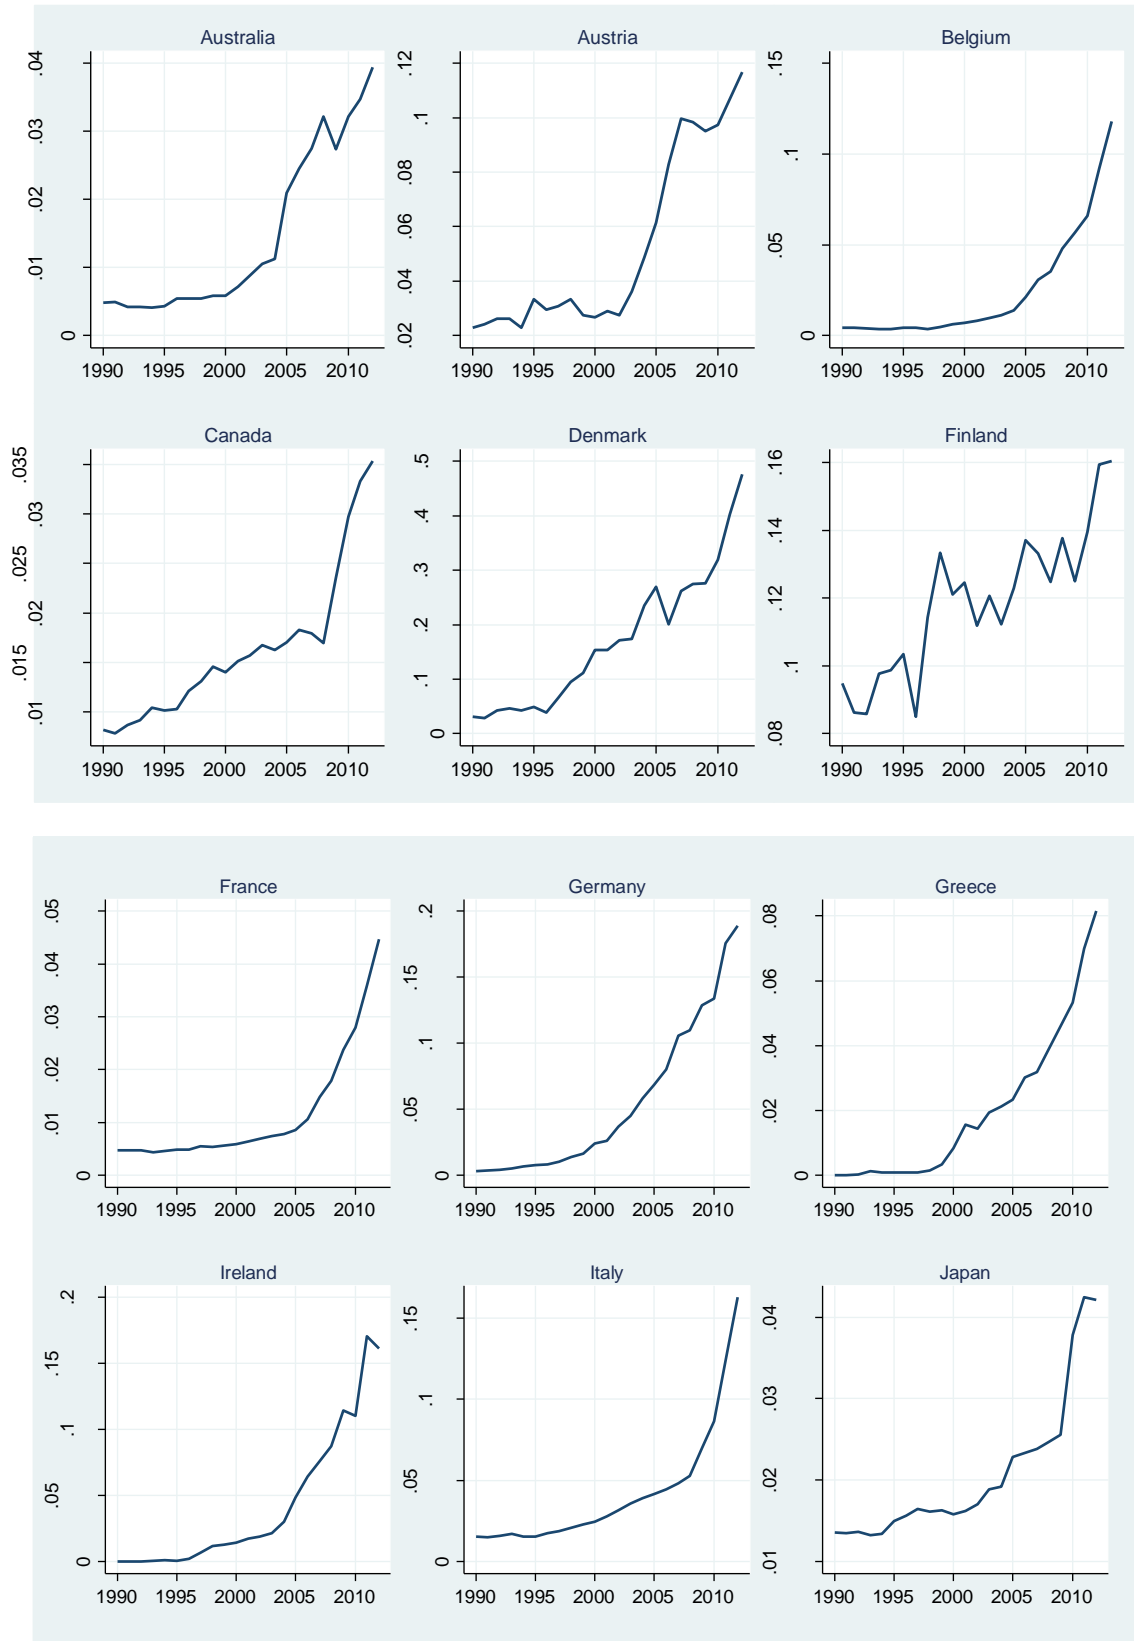 Australia Austria Belgium
.04 .12 .15
.03 .1 .1
.02 .08 .05
.01 .06 0
0 .04
.02
1990 1995 2000 2005 2010 1990 1995 2000 2005 2010 1990 1995 2000 2005 2010
Canada Denmark Finland
.035 .5 .16
.03 .4 .14
.025 .3 .12
.02 .2 .1
.015 .1 .08
.01 0
1990 1995 2000 2005 2010 1990 1995 2000 2005 2010 1990 1995 2000 2005 2010
France Germany Greece
.05 .2 .08
.04 .15 .06
.03 .1 .04
.02 .05 .02
.01 0 0
0
1990 1995 2000 2005 2010 1990 1995 2000 2005 2010 1990 1995 2000 2005 2010
Ireland Italy Japan
.2 .15 .04
.15 .1 .03
.1 .05 .02
.05 0 .01
0
1990 1995 2000 2005 2010 1990 1995 2000 2005 2010 1990 1995 2000 2005 2010